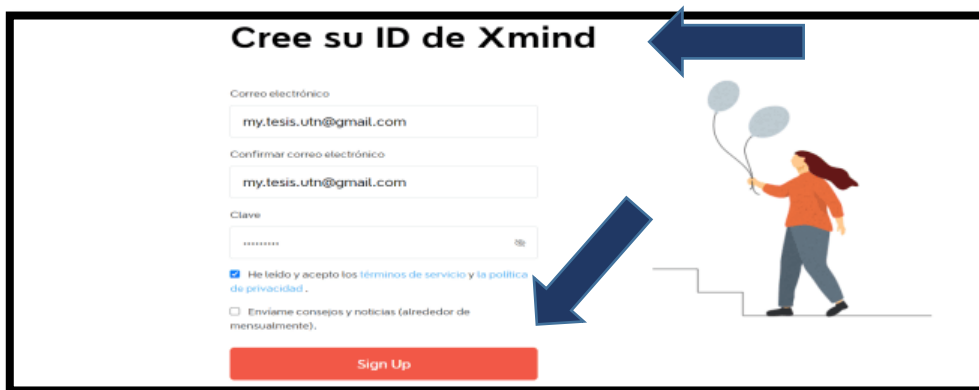 Cree su ID de Xmind
Correo electrónico
my.tesis.utn@gmail.com
Confirmar correo electrónico
my.tesis.utn@gmail.com
Clave
•••••••••
He leído y acepto los términos de servicio y la política
de privacidad .
Envíame consejos y noticias (alrededor de
mensualmente).
Sign Up